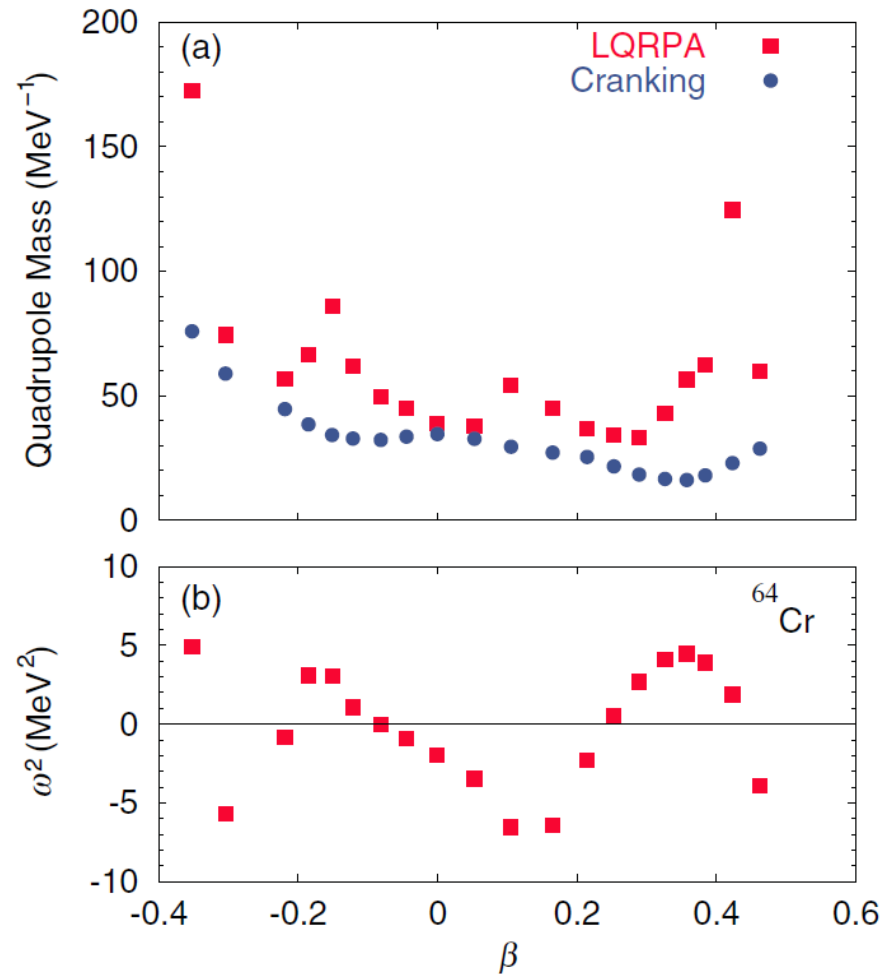 (a)
LQRPA
Cranking
Quadrupole Mass (MeV⁻¹)
200
150
100
50
0
(b)
⁶⁴Cr
ω² (MeV²)
10
5
0
-5
-10
-0.4 -0.2 0 0.2 0.4 0.6
β